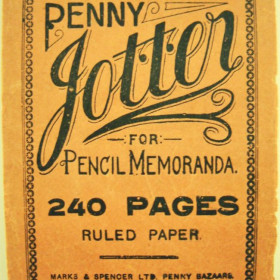 PENNY
Jotter
—FOR:—
PENCIL MEMORANDA.
240 PAGES
RULED PAPER.
MARKS & SPENCER LTD. PENNY BAZAARS.